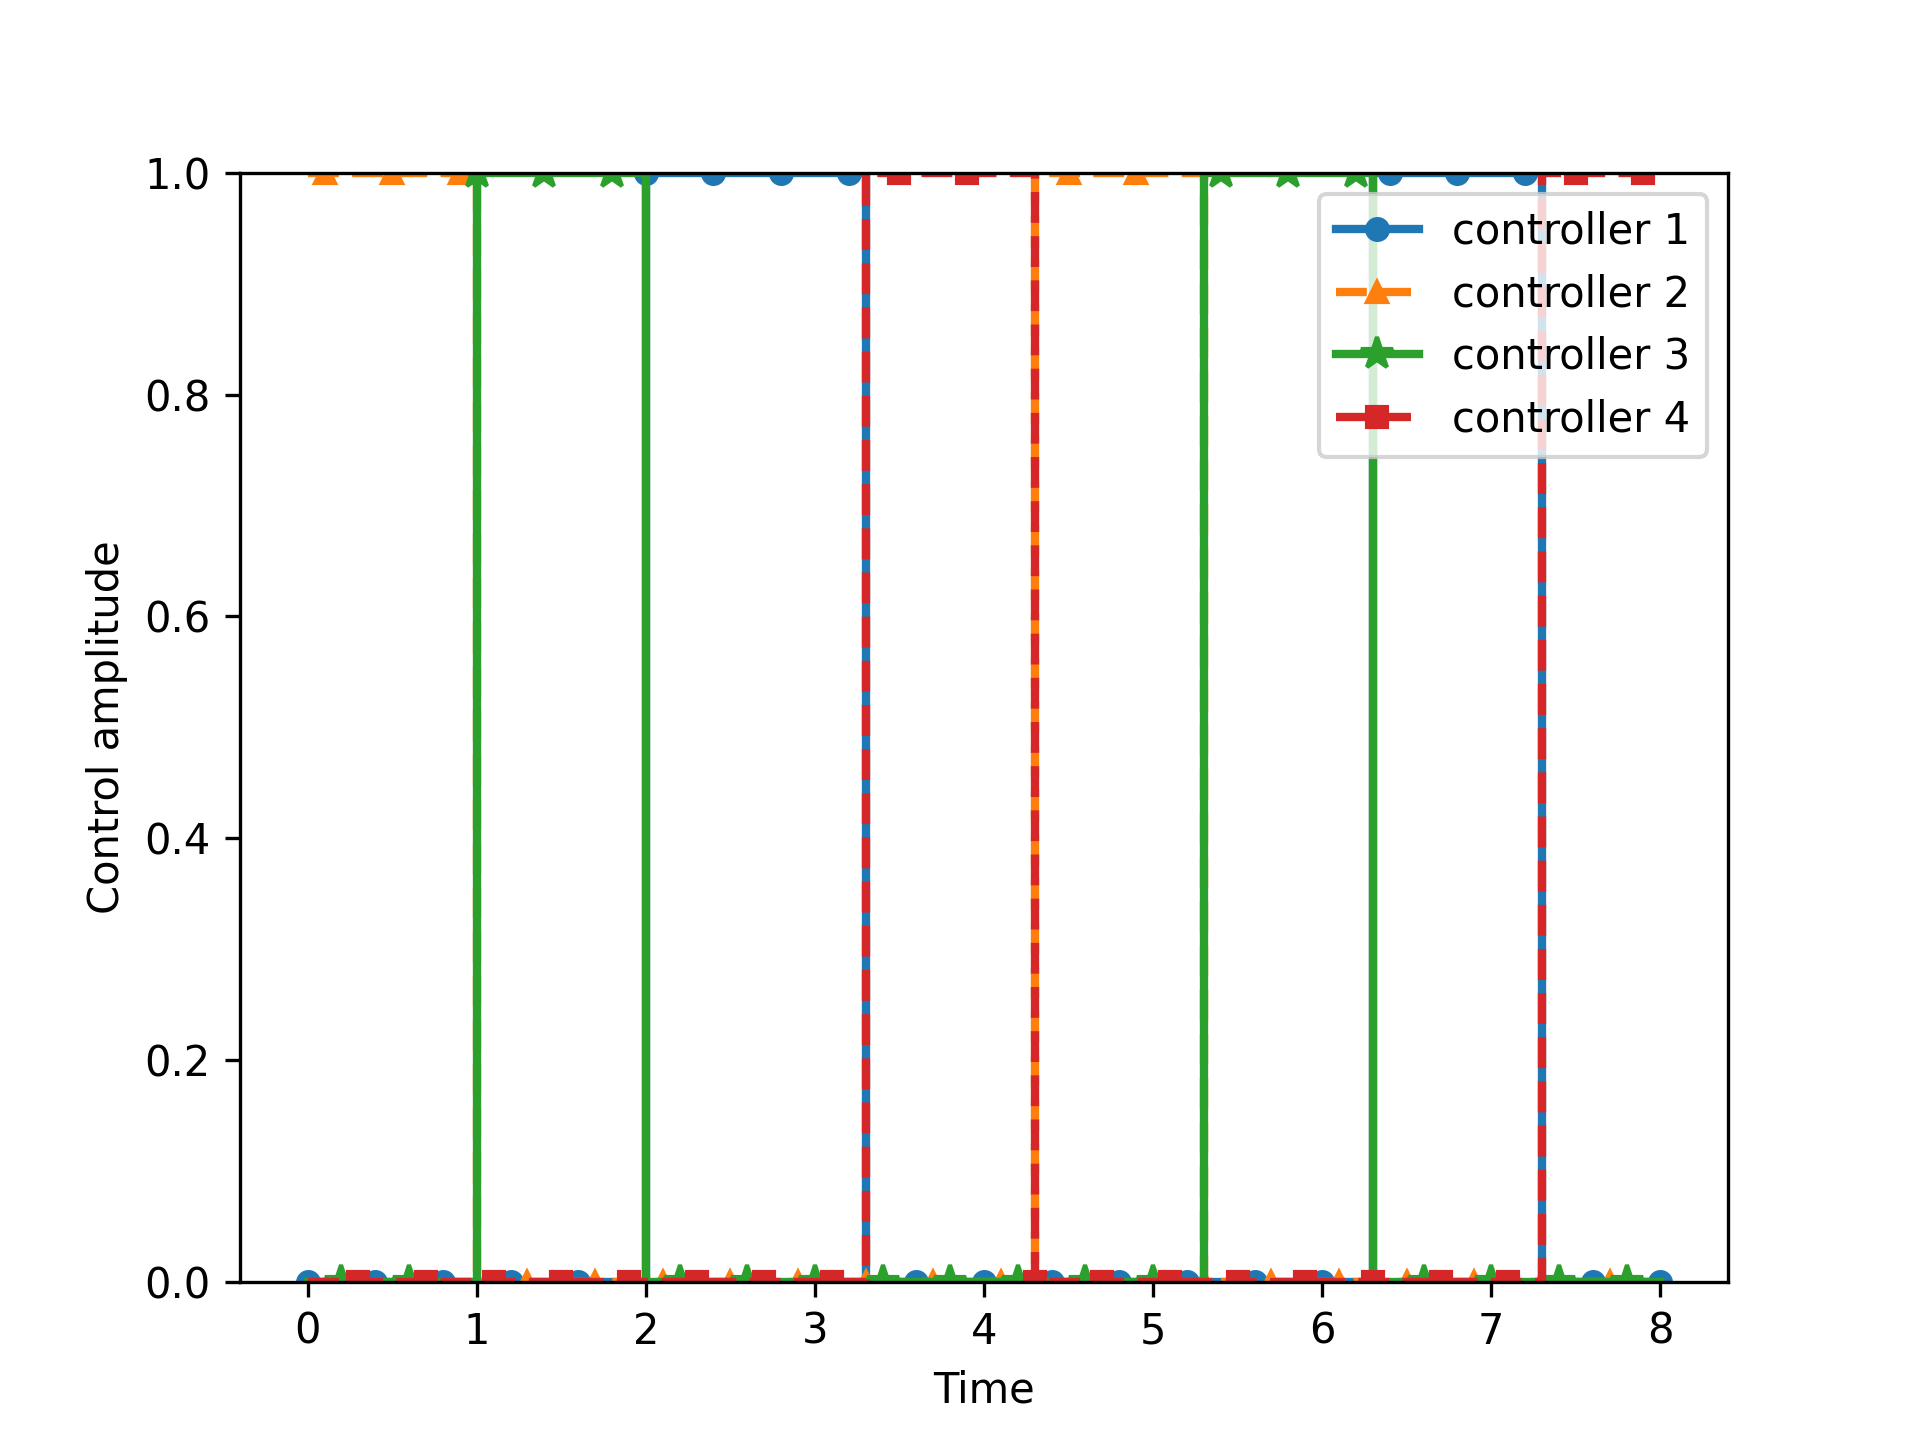 1.0
0.8
0.6
0.4
0.2
0.0
Control amplitude
controller 1
controller 2
controller 3
controller 4
0 1 2 3 4 5 6 7 8
Time